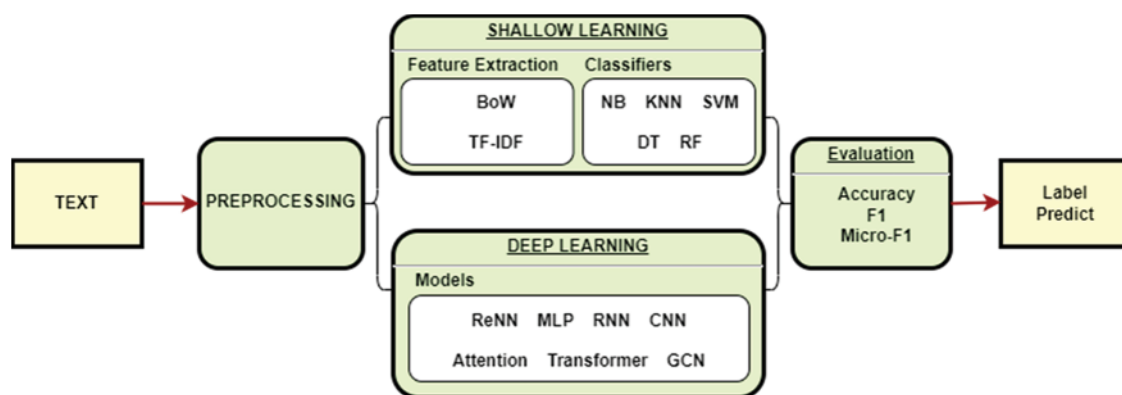 TEXT
PREPROCESSING
SHALLOW LEARNING
Feature Extraction
BoW
TF-IDF
Classifiers
NB KNN SVM
DT RF
DEEP LEARNING
Models
ReNN MLP RNN CNN
Attention Transformer GCN
Evaluation
Accuracy
F1
Micro-F1
Label
Predict